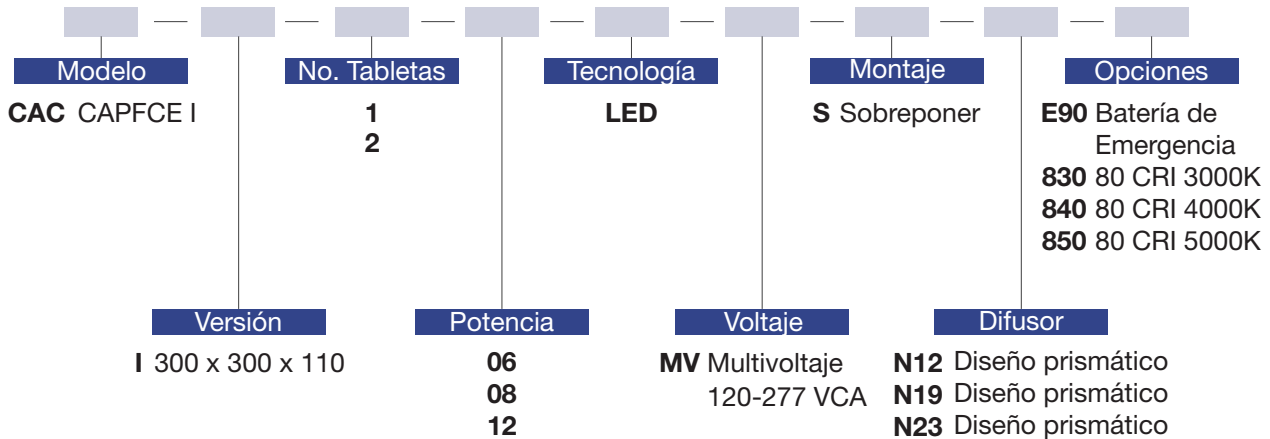 Modelo
CAC CAPFCE I
No. Tabletas
1
2
Tecnología
LED
Montaje
S Sobreponer
Opciones
E90 Batería de
Emergencia
830 80 CRI 3000K
840 80 CRI 4000K
850 80 CRI 5000K
Versión
I 300 x 300 x 110
Potencia
06
08
12
Voltaje
MV Multivoltaje
120-277 VCA
Difusor
N12 Diseño prismático
N19 Diseño prismático
N23 Diseño prismático